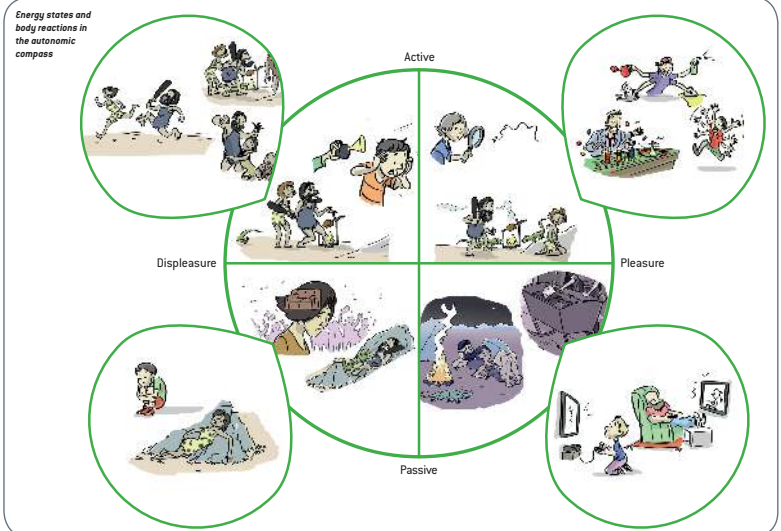 Energy states and
body reactions in
the autonomic
compass
Active
Displeasure
Pleasure
Passive